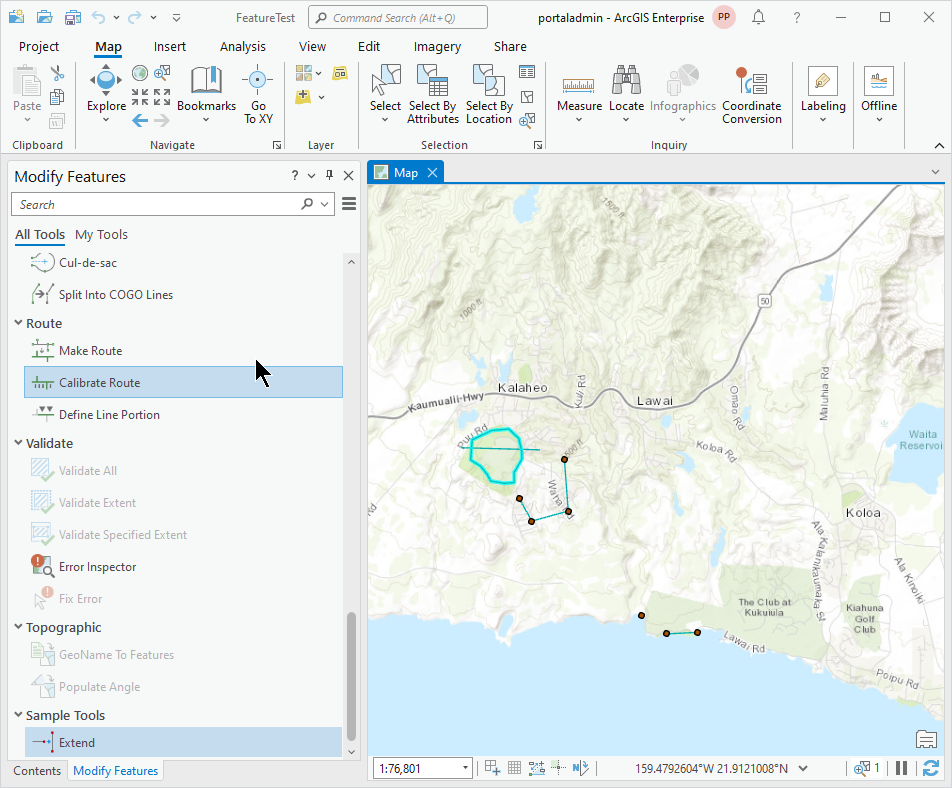 FeatureTest
Command Search (Alt+Q)
portaladmin - ArcGIS Enterprise
PP
?
Project
Map
Insert
Analysis
View
Edit
Imagery
Share
Paste
Explore
Bookmarks
Go
To XY
Select
Select By
Attributes
Select By
Location
Measure
Locate
Infographics
Coordinate
Conversion
Labeling
Offline
Clipboard
Navigate
Layer
Selection
Inquiry
Modify Features
?
Search
All Tools
My Tools
Cul-de-sac
Split Into COGO Lines
Route
Make Route
Calibrate Route
Define Line Portion
Validate
Validate All
Validate Extent
Validate Specified Extent
Error Inspector
Fix Error
Topographic
GeoName To Features
Populate Angle
Sample Tools
Extend
Contents
Modify Features
Map
1500 ft
1000 ft
50
Kalaheo
Kaumualii-Hwy
Lawai
Omao Rd
Maluhia Rd
Puu Rd
Koloa Rd
Waita
Reservoi
Koloa
Rd
Ala Kalanikaumaka St
Ala Kinoiki
The Club at
Kukuiula
Kiahuna
Golf
Club
Lawai Rd
Poipu Rd
1:76,801
159.4792604°W 21.9121008°N
1